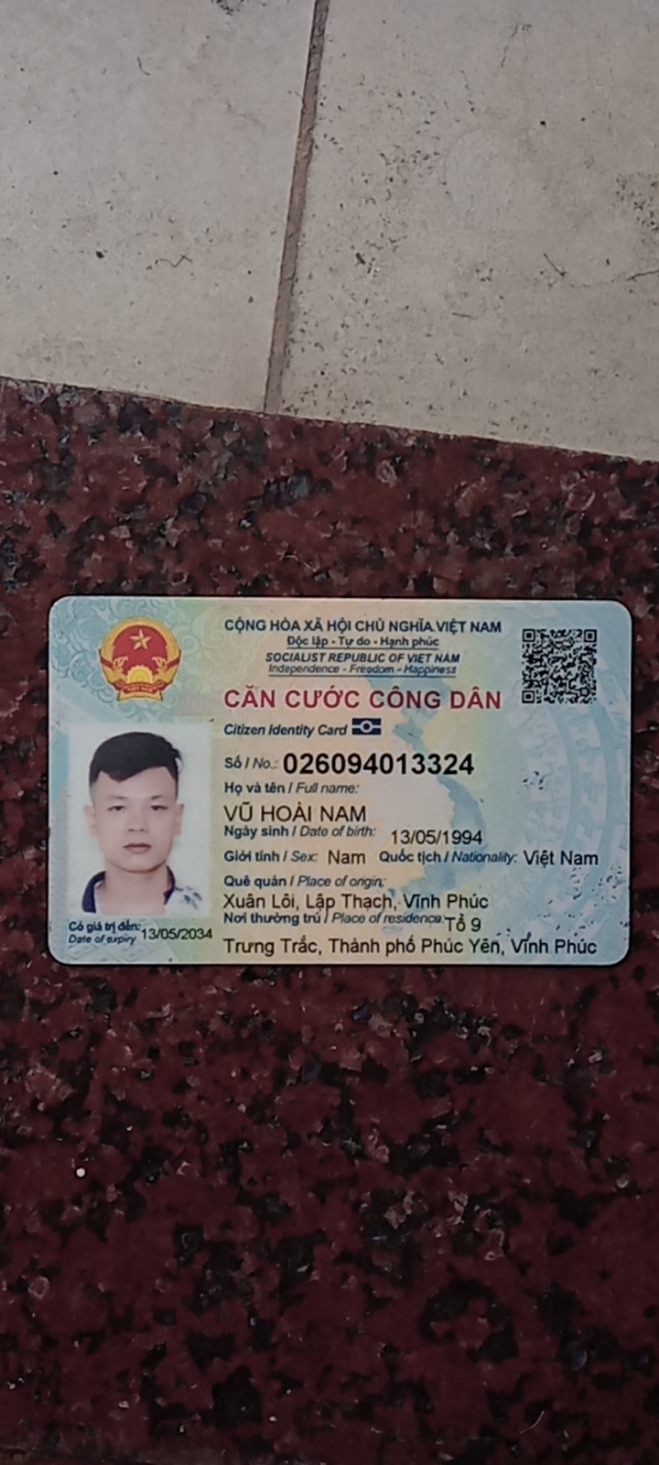 CỘNG HÒA XÃ HỘI CHỦ NGHĨA VIỆT NAM
Độc lập - Tự do - Hạnh phúc
SOCIALIST REPUBLIC OF VIET NAM
Independence - Freedom - Happiness
CĂN CƯỚC CÔNG DÂN
Citizen Identity Card
Số / No.: 026094013324
Họ và tên / Full name:
VŨ HOÀI NAM
Ngày sinh / Date of birth: 13/05/1994
Giới tính / Sex: Nam Quốc tịch / Nationality: Việt Nam
Quê quán / Place of origin:
Xuân Lôi, Lập Thạch, Vĩnh Phúc
Nơi thường trú / Place of residence: Tổ 9
Trưng Trắc, Thành phố Phúc Yên, Vĩnh Phúc
Có giá trị đến: 13/05/2034
Date of expiry